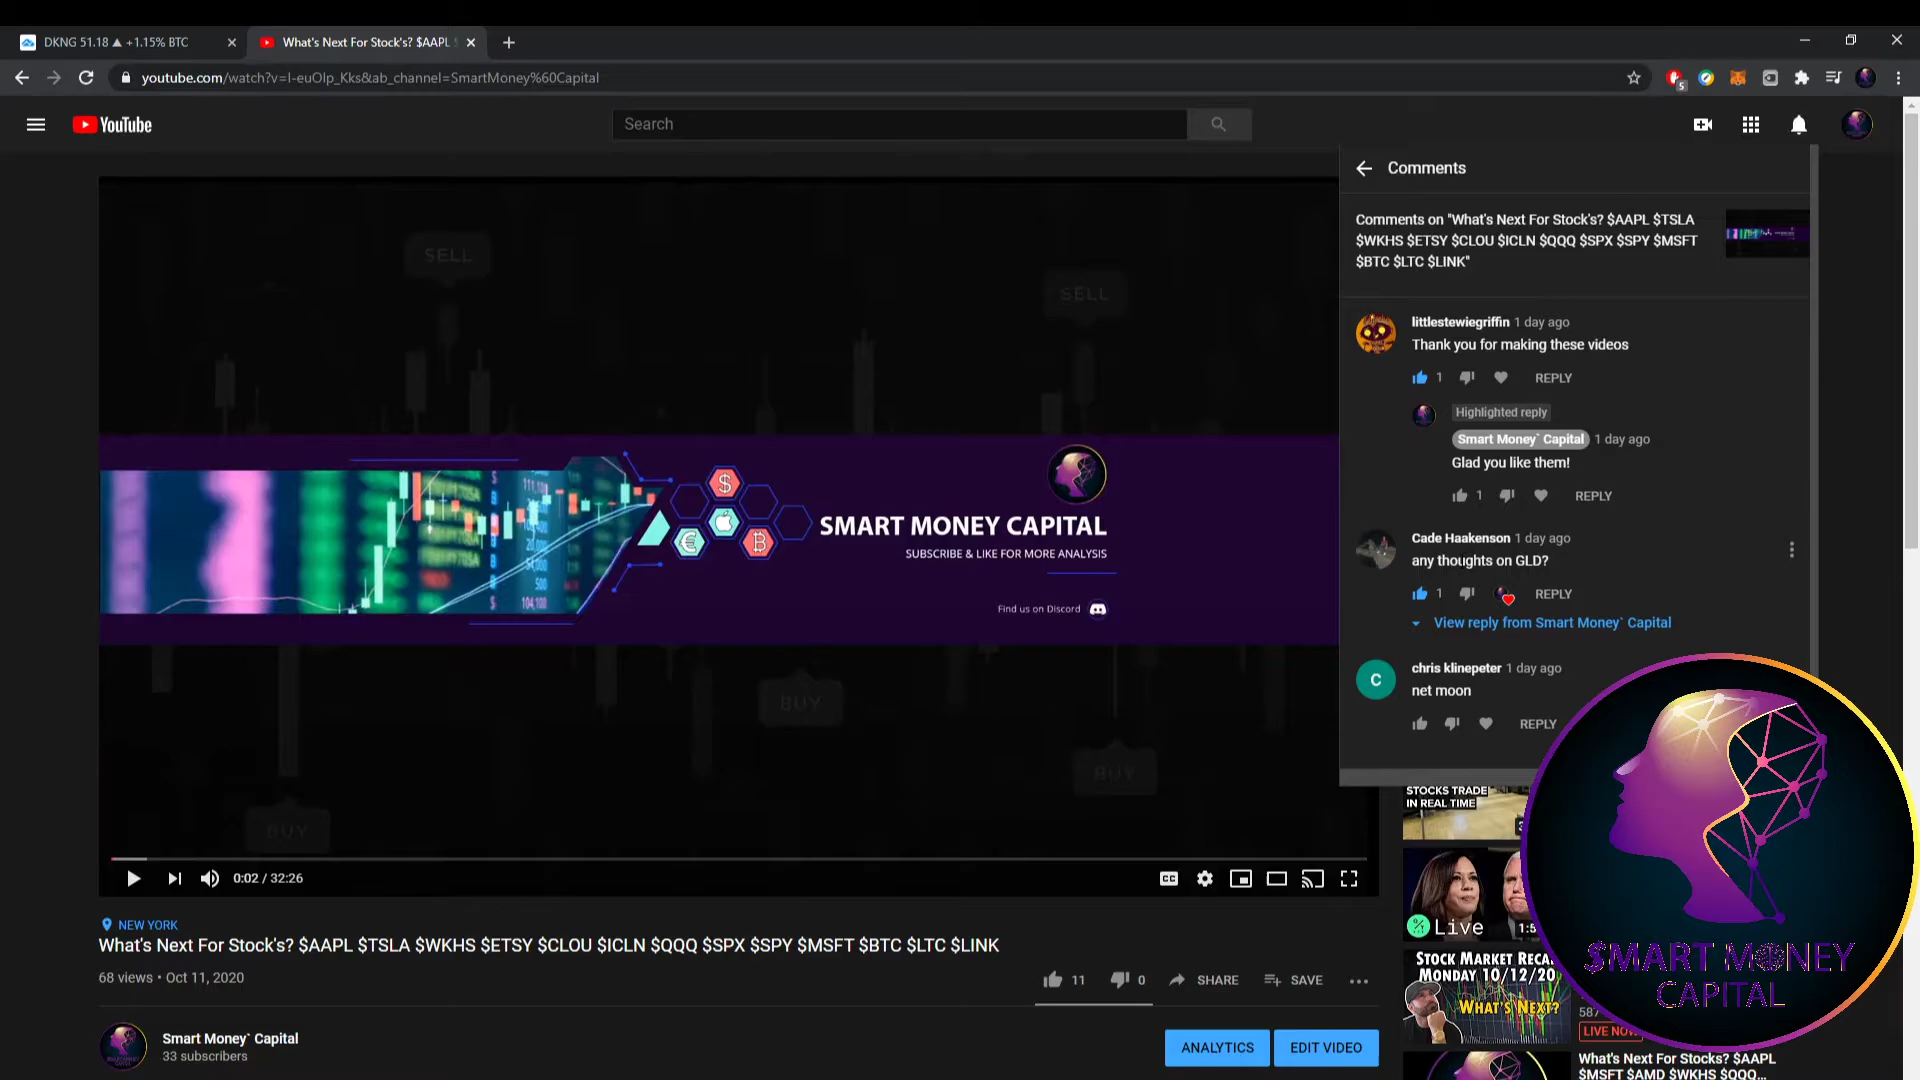 DKNG 51.18 ▲ +1.15% BTC
What's Next For Stock's? $AAPL
youtube.com/watch?v=l-euOlp_Kks&ab_channel=SmartMoney%60Capital
5
YouTube
Search
SELL
SELL
SMART MONEY CAPITAL
SUBSCRIBE & LIKE FOR MORE ANALYSIS
Find us on Discord
BUY
BUY
BUY
0:02 / 32:26
Comments
Comments on "What's Next For Stock's? $AAPL $TSLA
$WKHS $ETSY $CLOU $ICLN $QQQ $SPX $SPY $MSFT
$BTC $LTC $LINK"
littlestewiegriffin 1 day ago
Thank you for making these videos
1 REPLY
Highlighted reply
Smart Money` Capital 1 day ago
Glad you like them!
1 REPLY
Cade Haakenson 1 day ago
any thoughts on GLD?
1 REPLY
View reply from Smart Money` Capital
C
chris klinepeter 1 day ago
net moon
REPLY
STOCKS TRADE
IN REAL TIME
Live
STOCK MARKET RECA
MONDAY 10/12/20
WHAT'S NEXT?
LIVE NOW
What's Next For Stocks? $AAPL
$MSFT $AMD $WKHS $QQQ...
$MART MONEY
CAPITAL
NEW YORK
What's Next For Stock's? $AAPL $TSLA $WKHS $ETSY $CLOU $ICLN $QQQ $SPX $SPY $MSFT $BTC $LTC $LINK
68 views • Oct 11, 2020
11 0 SHARE SAVE
Smart Money` Capital
33 subscribers
ANALYTICS
EDIT VIDEO